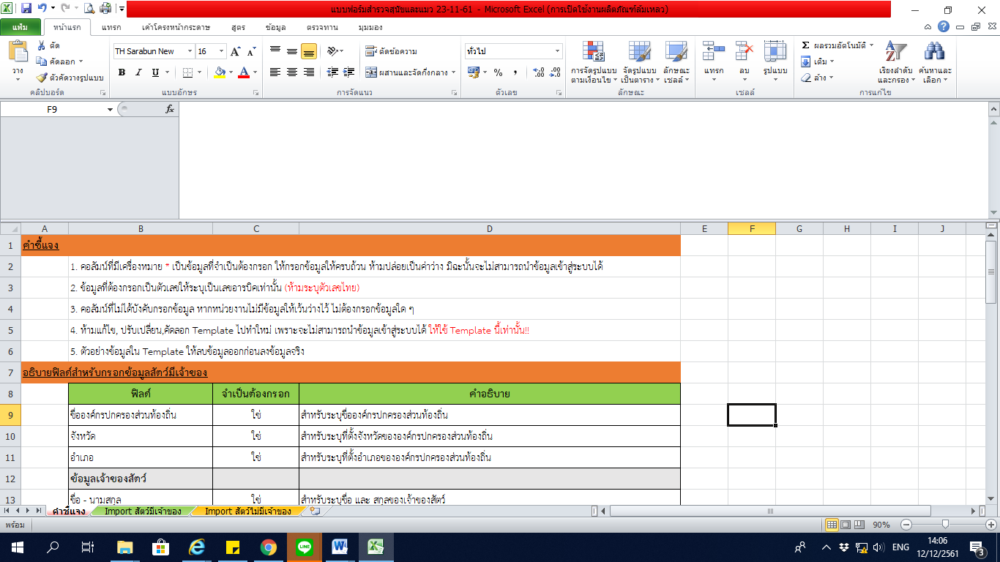 แบบฟอร์มสำรวจสุนัขและแมว 23-11-61 - Microsoft Excel (การเปิดใช้งานผลิตภัณฑ์ล้มเหลว)
แฟ้ม หน้าแรก แทรก เค้าโครงหน้ากระดาษ สูตร ข้อมูล ตรวจทาน มุมมอง
วาง
ตัด
คัดลอก
ตัวคัดวางรูปแบบ
คลิปบอร์ด
TH Sarabun New 16
B I U
แบบอักษร
ตัดข้อความ
ผสานและจัดกึ่งกลาง
การจัดแนว
ทั่วไป
ตัวเลข
การจัดรูปแบบตามเงื่อนไข
จัดรูปแบบเป็นตาราง
ลักษณะเซลล์
ลักษณะ
แทรก ลบ รูปแบบ
เซลล์
Σ ผลรวมอัตโนมัติ
เติม
ล้าง
เรียงลำดับและกรอง
ค้นหาและเลือก
การแก้ไข
F9 fx
A B C D E F G H I J
1 คำชี้แจง
2 1. คอลัมน์ที่มีเครื่องหมาย * เป็นข้อมูลที่จำเป็นต้องกรอก ให้กรอกข้อมูลให้ครบถ้วน ห้ามปล่อยเป็นค่าว่าง มิฉะนั้นจะไม่สามารถนำข้อมูลเข้าสู่ระบบได้
3 2. ข้อมูลที่ต้องกรอกเป็นตัวเลขให้ระบุเป็นเลขอารบิคเท่านั้น (ห้ามระบุตัวเลขไทย)
4 3. คอลัมน์ที่ไม่ได้บังคับกรอกข้อมูล หากหน่วยงานไม่มีข้อมูลให้เว้นว่างไว้ ไม่ต้องกรอกข้อมูลใด ๆ
5 4. ห้ามแก้ไข, ปรับเปลี่ยน,คัดลอก Template ไปทำใหม่ เพราะจะไม่สามารถนำข้อมูลเข้าสู่ระบบได้ ให้ใช้ Template นี้เท่านั้น!!
6 5. ตัวอย่างข้อมูลใน Template ให้ลบข้อมูลออกก่อนลงข้อมูลจริง
7 อธิบายฟิลด์สำหรับกรอกข้อมูลสัตว์มีเจ้าของ
8 ฟิลด์ จำเป็นต้องกรอก คำอธิบาย
9 ชื่อองค์กรปกครองส่วนท้องถิ่น ใช่ สำหรับระบุชื่อองค์กรปกครองส่วนท้องถิ่น
10 จังหวัด ใช่ สำหรับระบุที่ตั้งจังหวัดขององค์กรปกครองส่วนท้องถิ่น
11 อำเภอ ใช่ สำหรับระบุที่ตั้งอำเภอขององค์กรปกครองส่วนท้องถิ่น
12 ข้อมูลเจ้าของสัตว์
13 ชื่อ - นามสกุล ใช่ สำหรับระบุชื่อ และ สกุลของเจ้าของสัตว์
คำชี้แจง Import สัตว์มีเจ้าของ Import สัตว์ไม่มีเจ้าของ
พร้อม 90%
ENG
14:06
12/12/2561
3